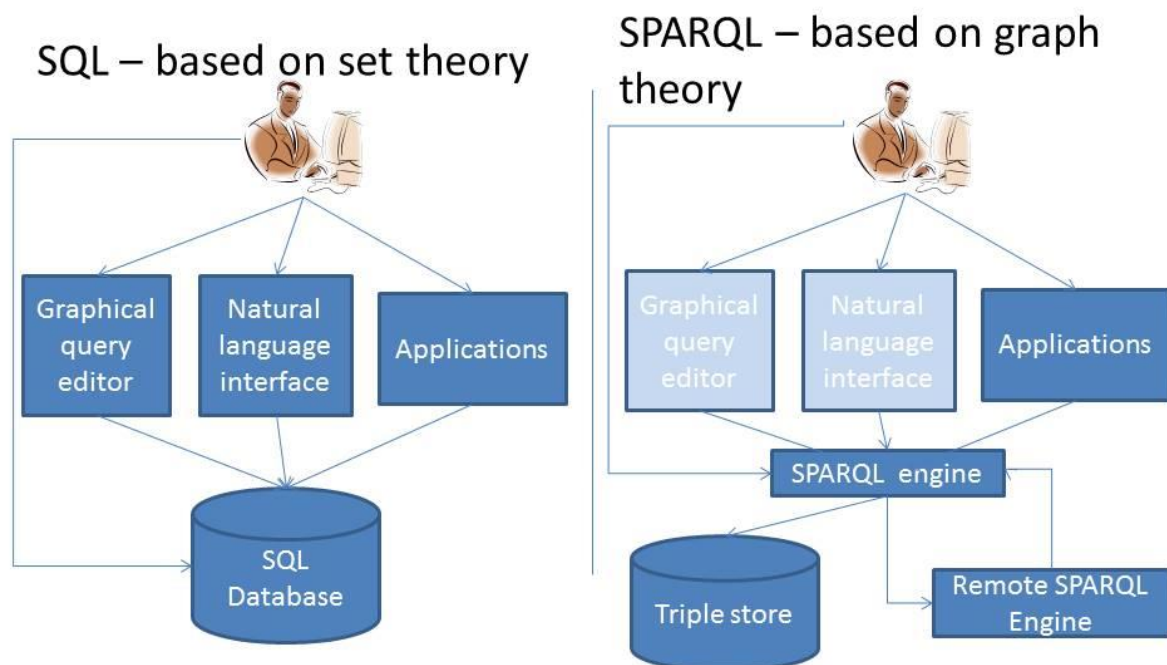 SQL – based on set theory
Graphical
query
editor
Natural
language
interface
Applications
SQL
Database
SPARQL – based on graph
theory
Graphical
query
editor
Natural
language
interface
Applications
SPARQL engine
Triple store
Remote SPARQL
Engine